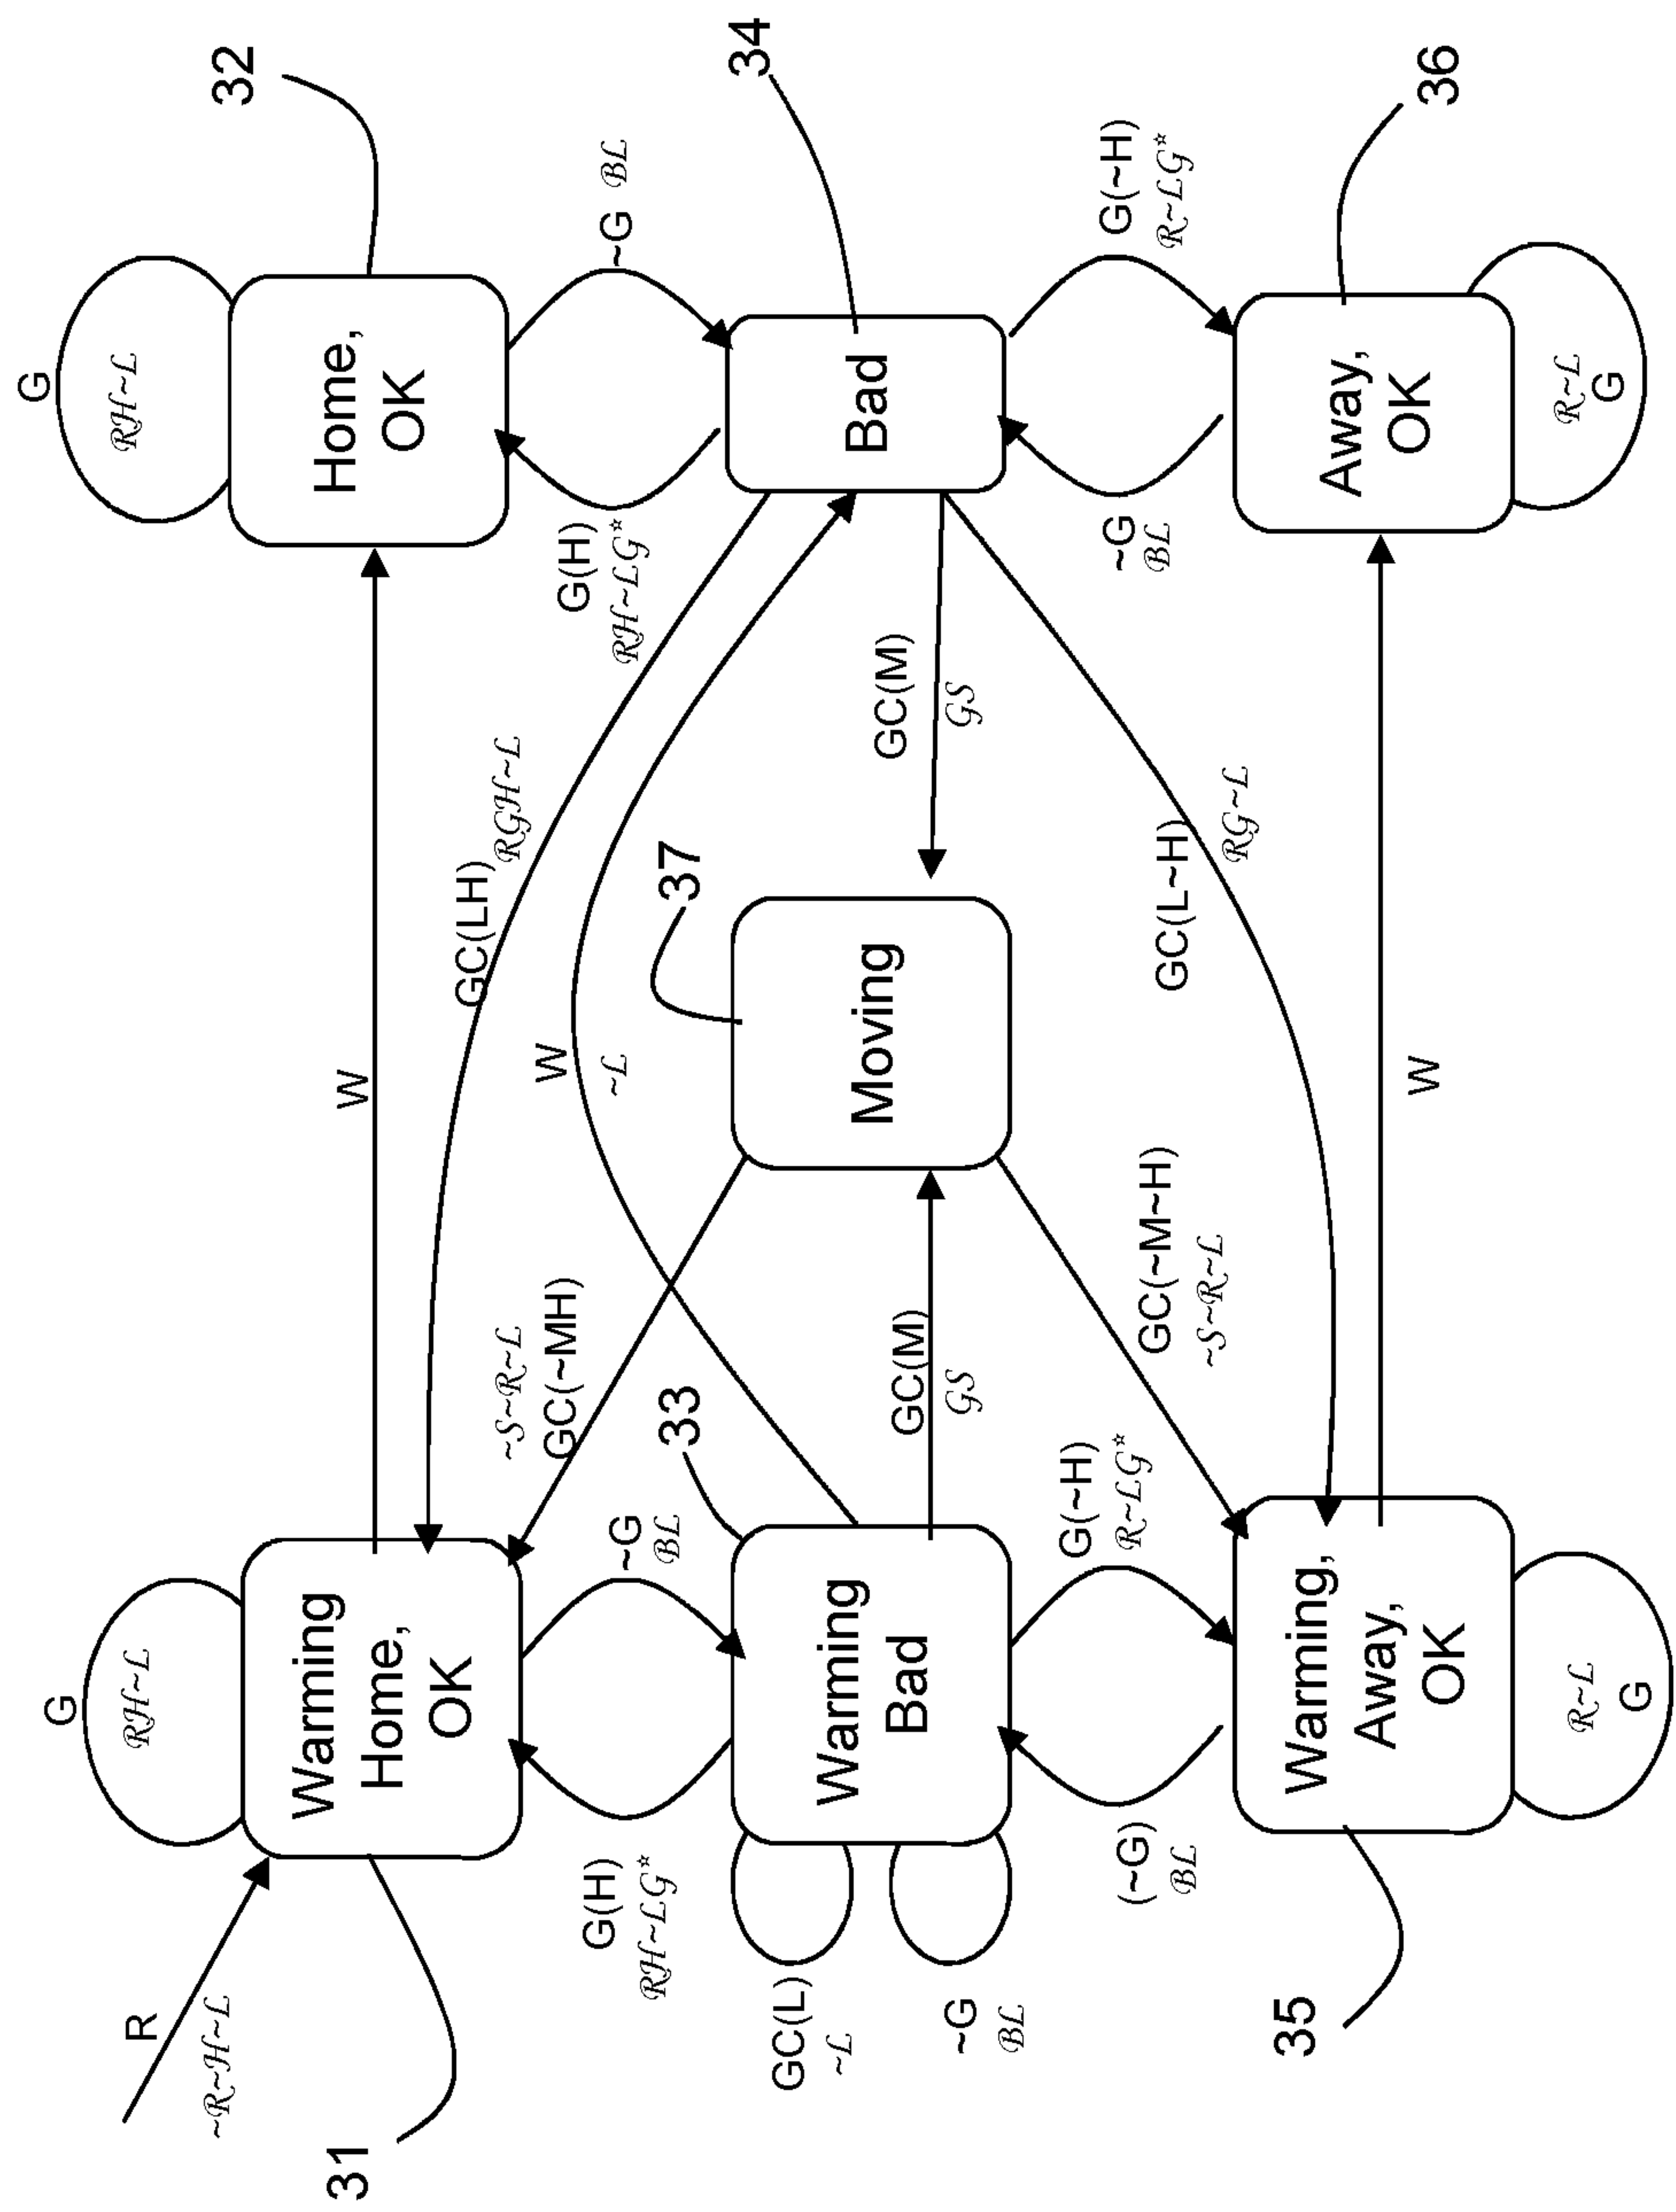 G
G
RH~L
RH~L
R
~R~H~L
32
31
Warming
Home,
OK
W
Home,
OK
GC(LH)
RGH~L
~S~R~L
GC(~MH)
W
~L
G(H)
RH~LG*
~G
BL
G(H)
RH~LG*
~G BL
33
37
34
GC(L)
~L
~G
BL
Warming
Bad
GC(M)
GS
Moving
GC(M)
GS
Bad
(~G)
BL
G(~H)
R~LG*
GC(~M~H)
~S~R~L
GC(L~H)
RG~L
~G
BL
G(~H)
R~LG*
35
Warming,
Away,
OK
W
Away,
OK
36
R~L
G
R~L
G